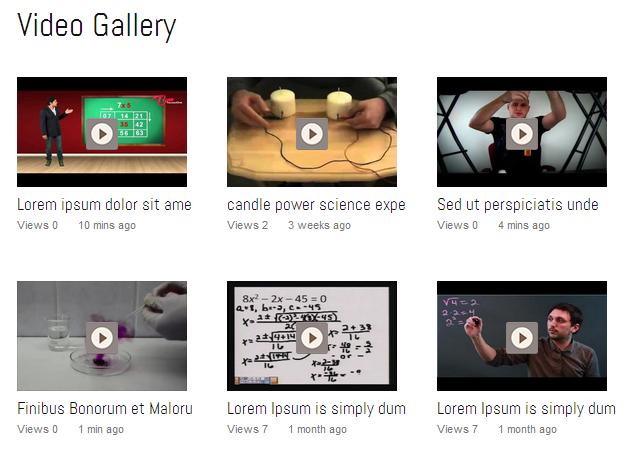 Video Gallery
7 x 5
07 14 21
35 42
56 63
Lorem ipsum dolor sit ame
Views 0 10 mins ago
candle power science expe
Views 2 3 weeks ago
Sed ut perspiciatis unde
Views 0 4 mins ago
Finibus Bonorum et Maloru
Views 0 1 min ago
8x² – 2x – 45 = 0
a=8, b=-2, c=-45
√4 = 2
2·2=4
Lorem Ipsum is simply dum
Views 7 1 month ago
Lorem Ipsum is simply dum
Views 7 1 month ago